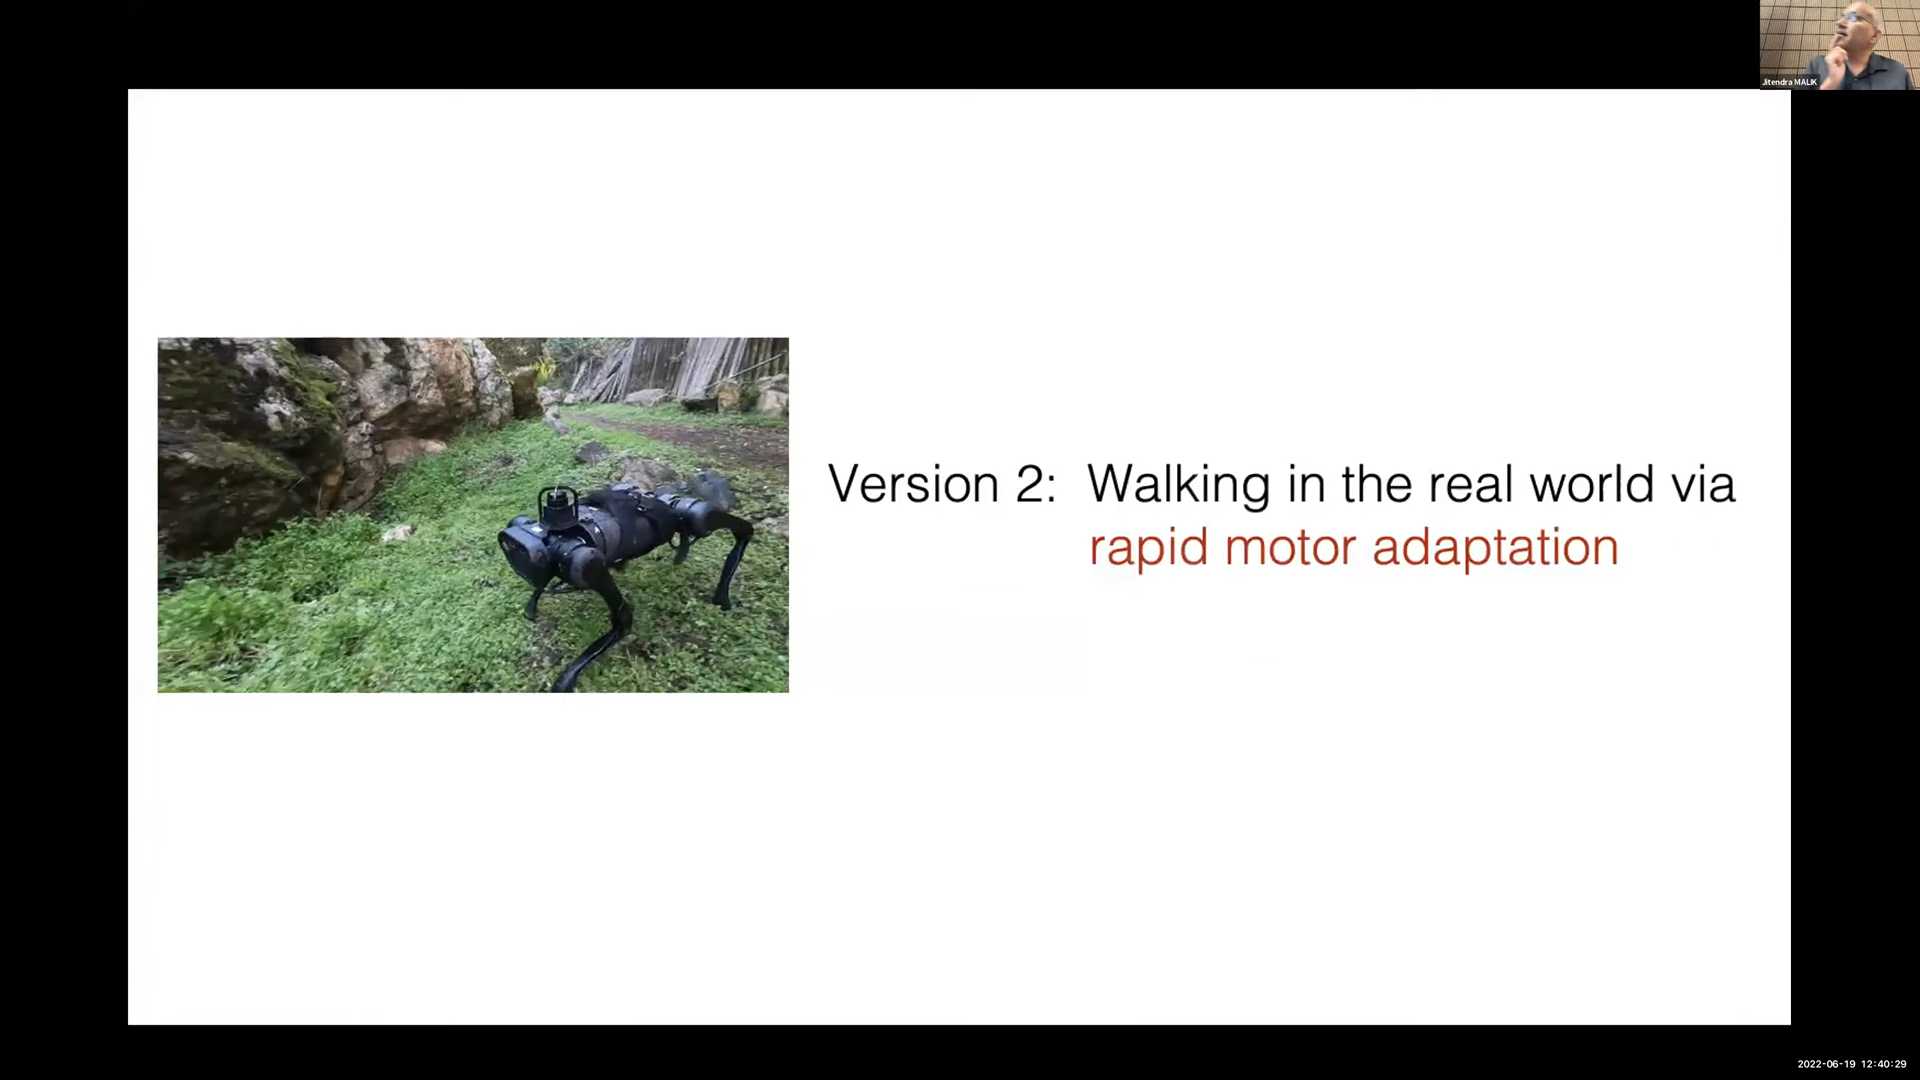 Jitendra MALIK
Version 2: Walking in the real world via
rapid motor adaptation
2022-06-19 12:40:29